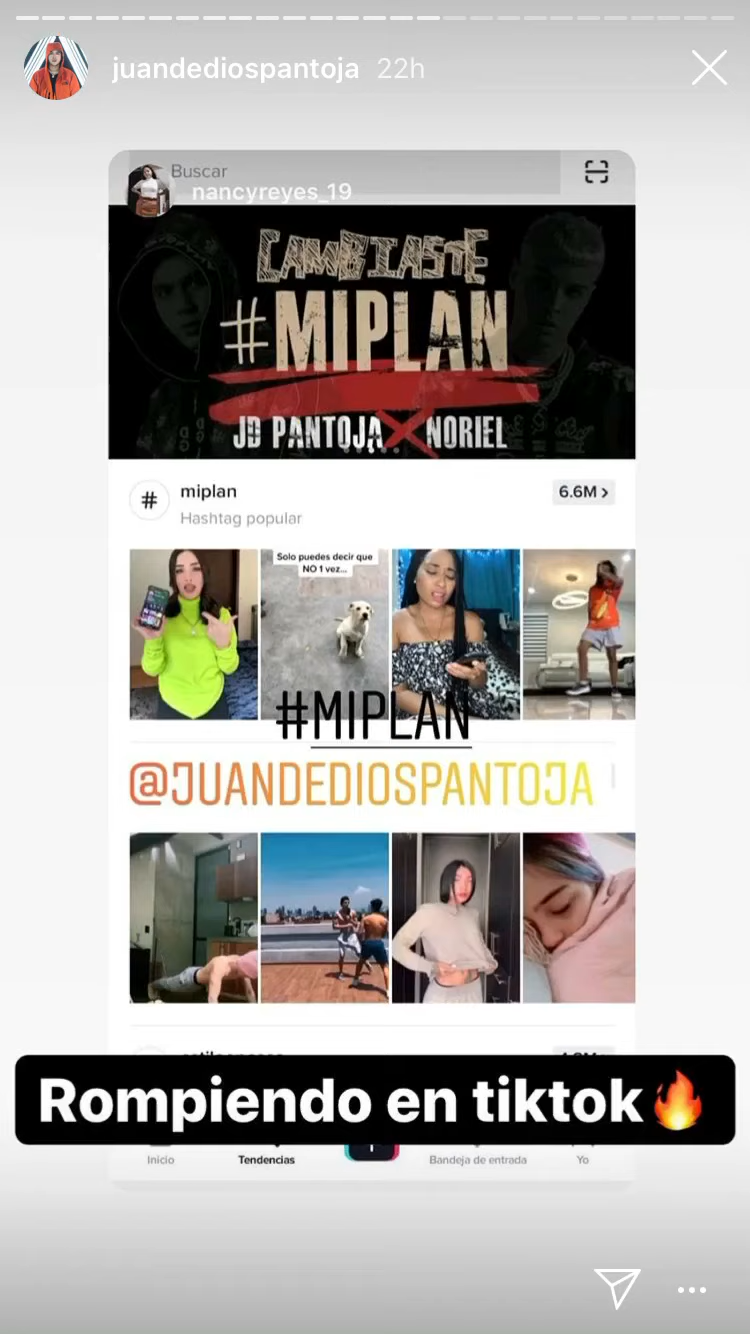 juandediospantoja 22h
Buscar
nancyreyes_19
CAMBIASTE
#MIPLAN
JD PANTOJA X NORIEL
# miplan 6.6M >
Hashtag popular
Solo puedes decir que
NO 1 vez...
#MIPLAN
@JUANDEDIOSPANTOJA
Rompiendo en tiktok🔥
Inicio Tendencias Bandeja de entrada Yo